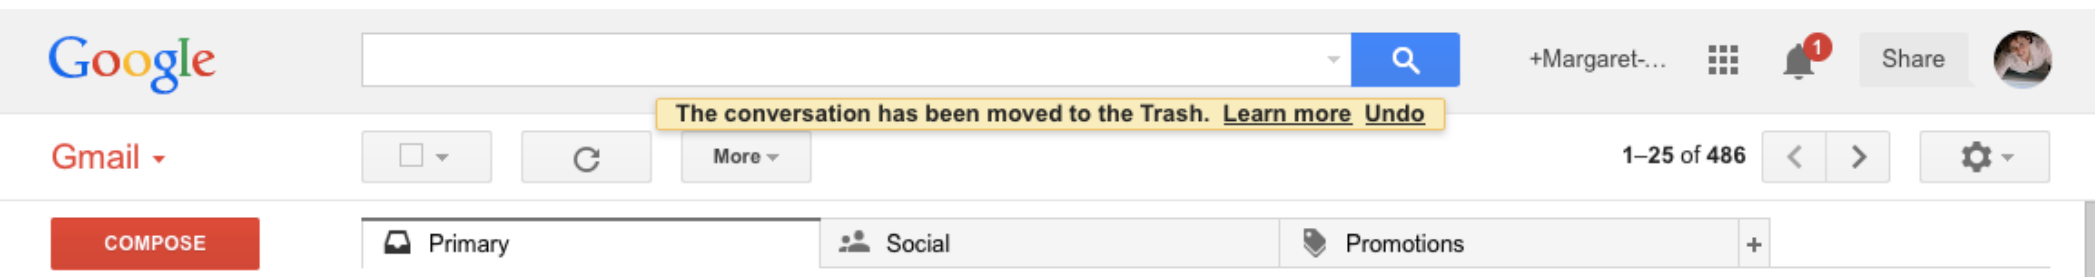 Google
+Margaret-...
1
Share
The conversation has been moved to the Trash. Learn more Undo
Gmail
More
1–25 of 486
COMPOSE
Primary
Social
Promotions
+